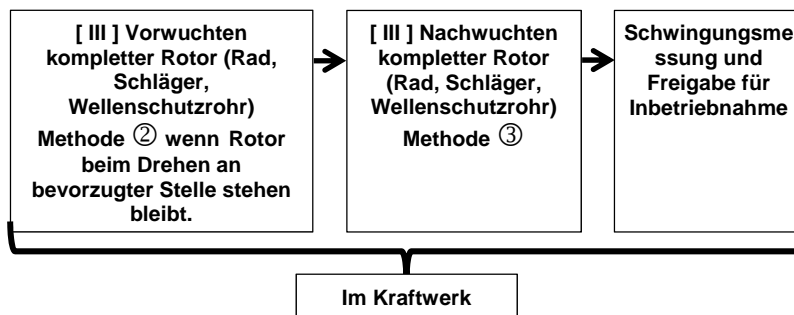 [ III ] Vorwuchten
kompletter Rotor (Rad,
Schläger,
Wellenschutzrohr)
Methode ② wenn Rotor
beim Drehen an
bevorzugter Stelle stehen
bleibt.
[ III ] Nachwuchten
kompletter Rotor
(Rad, Schläger,
Wellenschutzrohr)
Methode ③
Schwingungsme
ssung und
Freigabe für
Inbetriebnahme
Im Kraftwerk